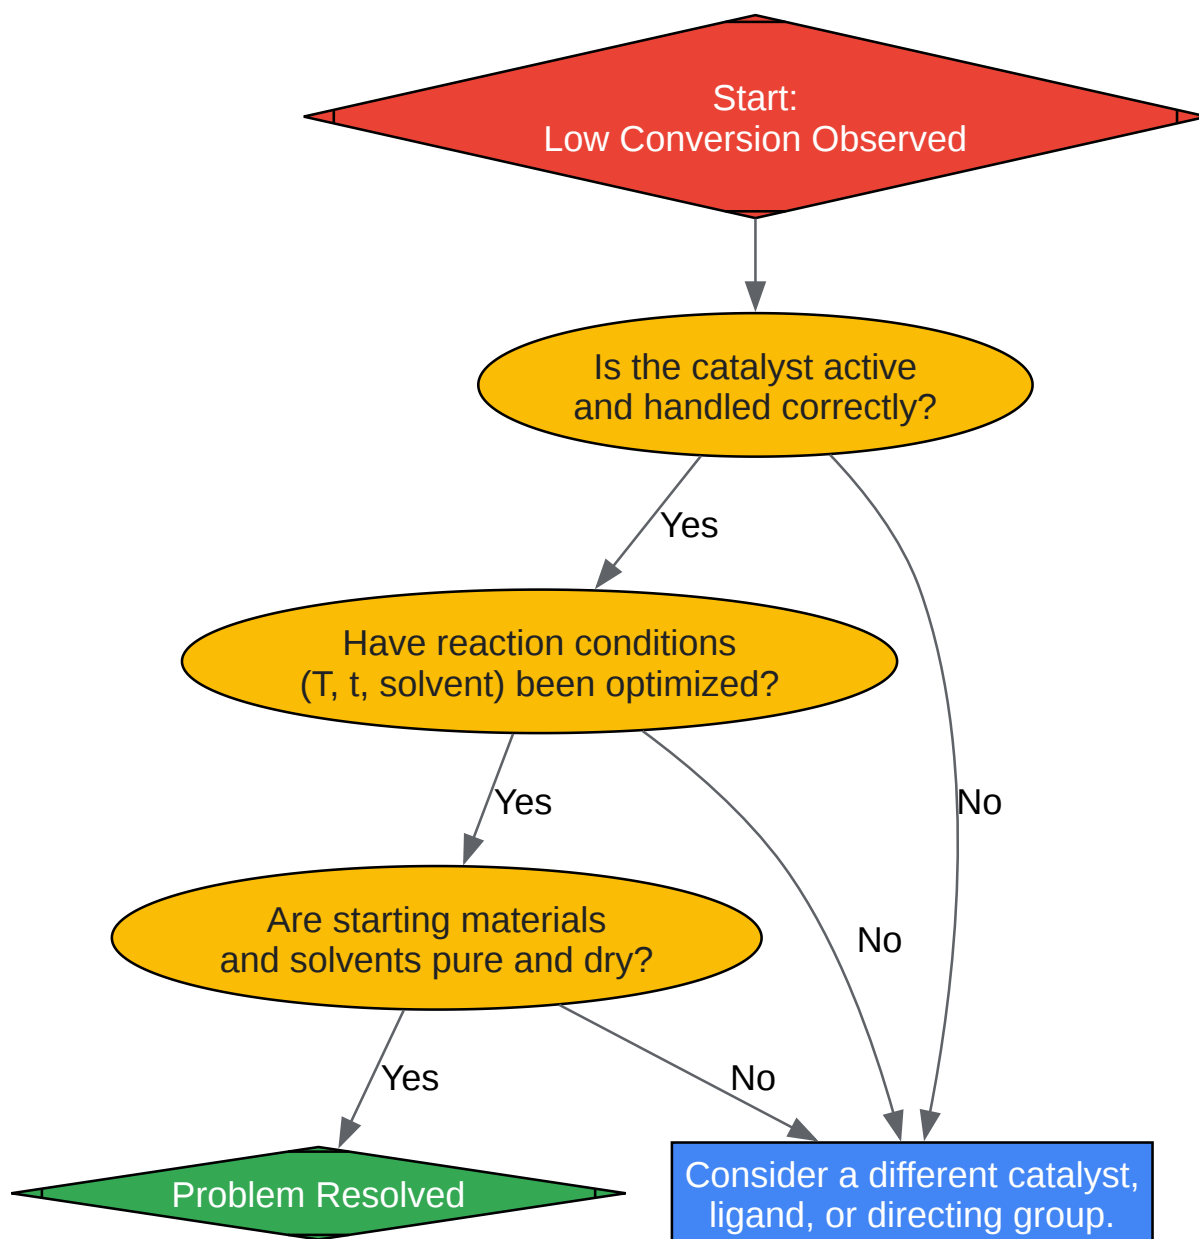 Start:
Low Conversion Observed
Is the catalyst active
and handled correctly?
Yes
Have reaction conditions
(T, t, solvent) been optimized?
Yes
No
Are starting materials
and solvents pure and dry?
No
Yes
No
Problem Resolved
Consider a different catalyst,
ligand, or directing group.